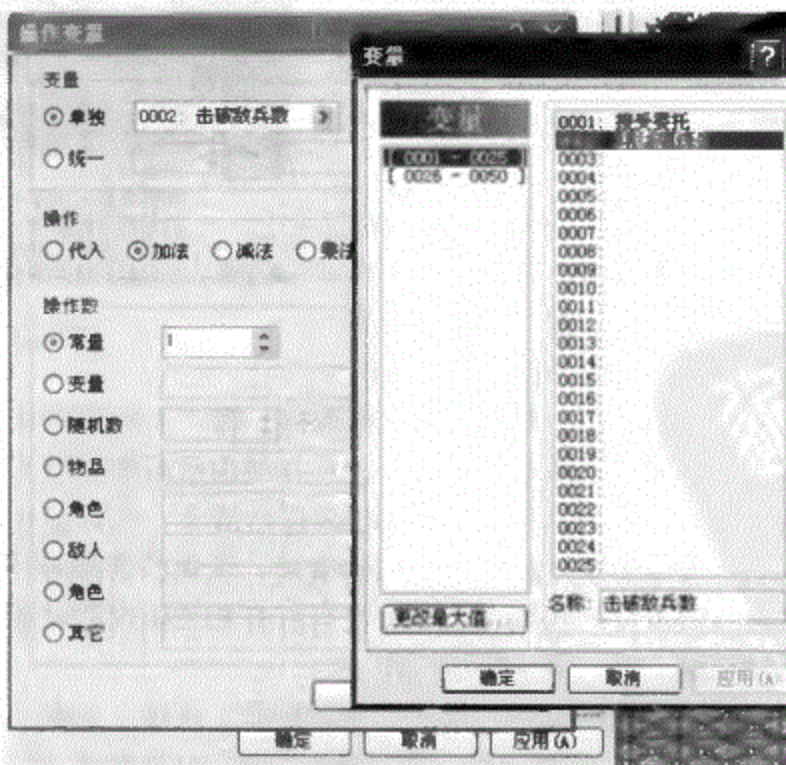 操作变量
变量
单独
0002: 击破敌兵数
统一
操作
代入
加法
减法
乘法
操作数
常量
1
变量
随机数
物品
角色
敌人
角色
其它
确定
取消
应用(A)
变量
?
变量
[ 0001 - 0025 ]
[ 0026 - 0050 ]
更改最大值
0001: 接受委托
0003:
0004:
0005:
0006:
0007:
0008:
0009:
0010:
0011:
0012:
0013:
0014:
0015:
0016:
0017:
0018:
0019:
0020:
0021:
0022:
0023:
0024:
0025:
名称: 击破敌兵数
确定
取消
应用(A)